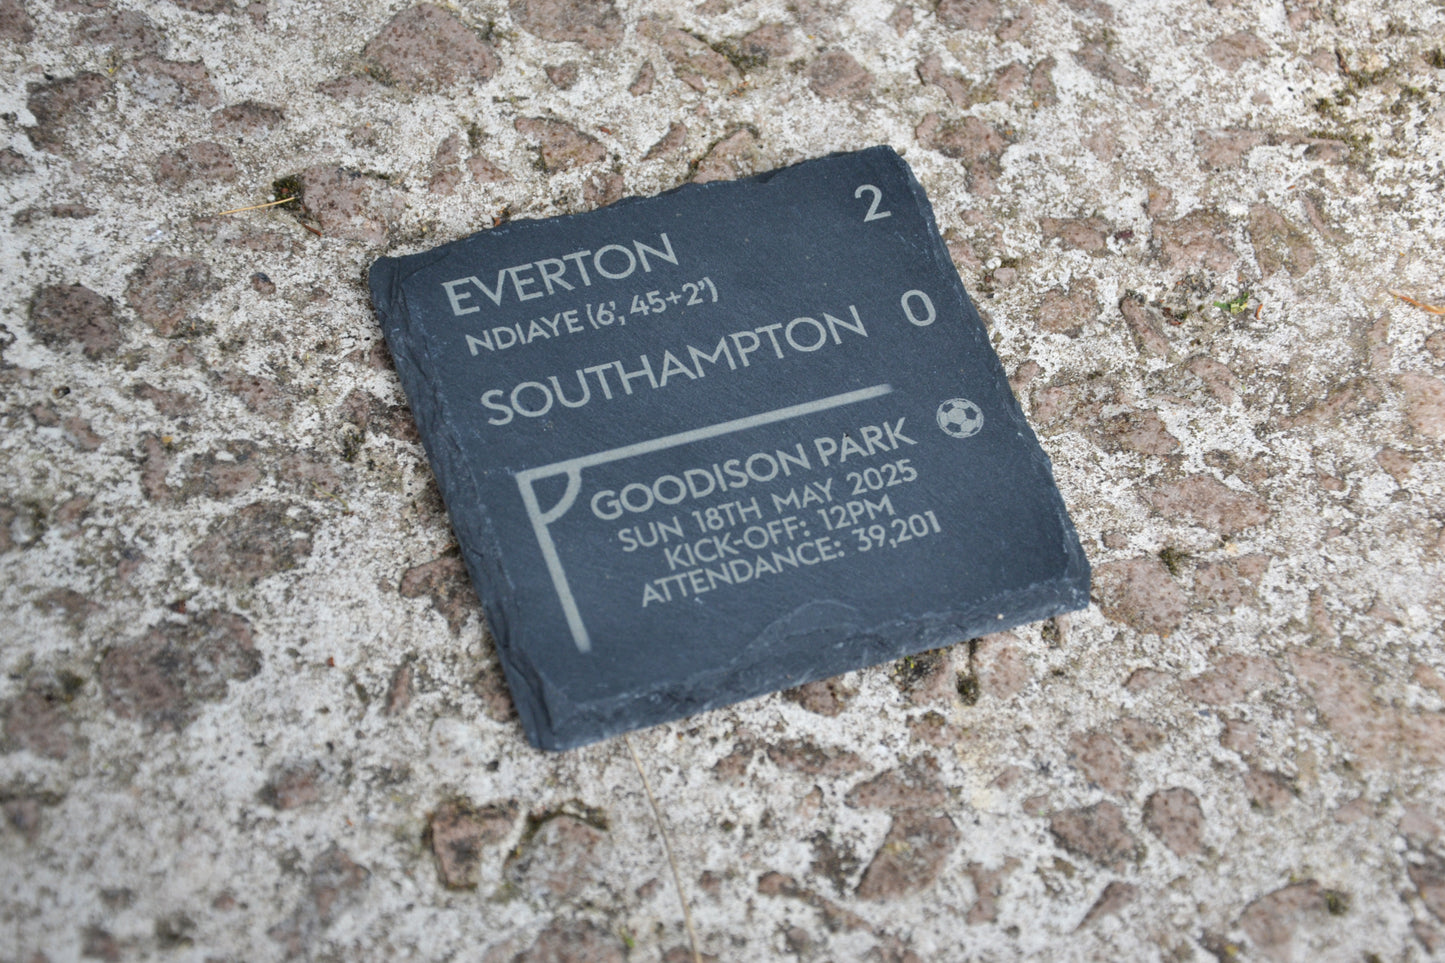 EVERTON 2
NDIAYE (6', 45+2')
SOUTHAMPTON 0
GOODISON PARK
SUN 18TH MAY 2025
KICK-OFF: 12PM
ATTENDANCE: 39,201